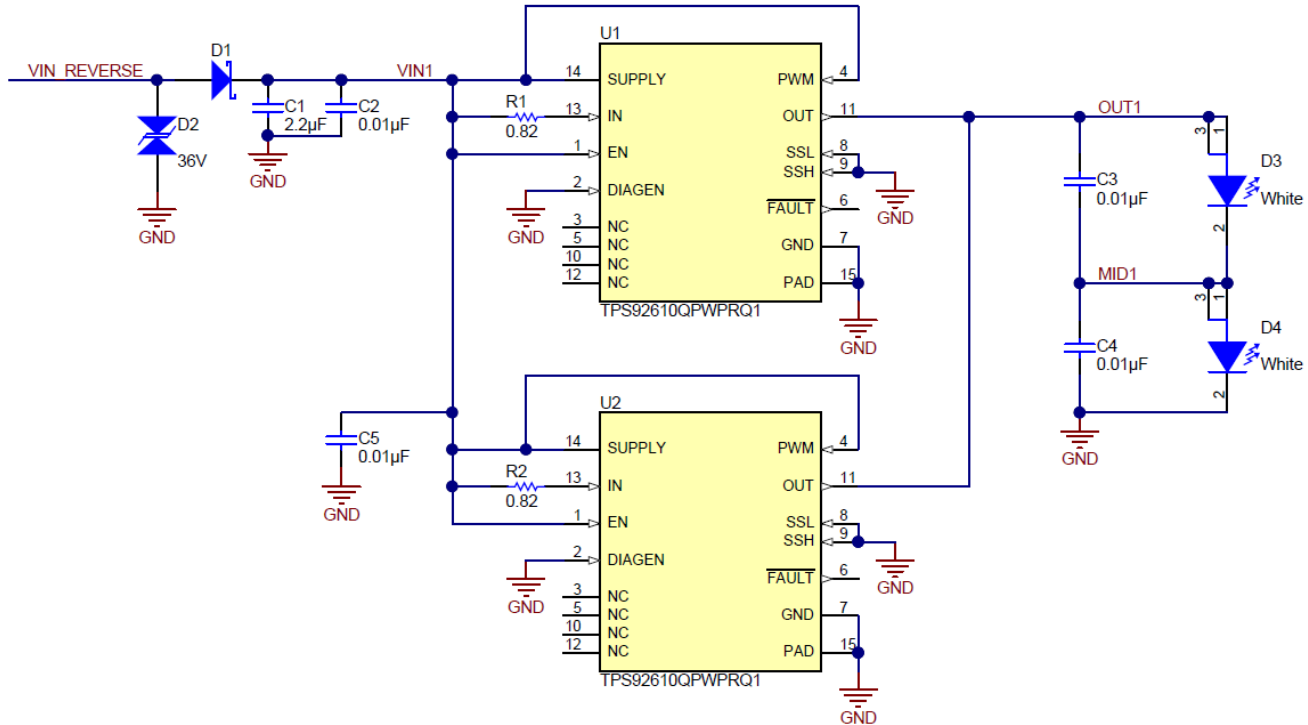 VIN_REVERSE
D1
VIN1
C1
2.2µF
C2
0.01µF
GND
D2
36V
GND
U1
14 SUPPLY PWM 4
R1
0.82
13 IN OUT 11
1 EN SSL 8
SSH 9
2 DIAGEN
GND
GND
FAULT 6
3 NC
5 NC GND 7
10 NC
12 NC PAD 15
TPS92610QPWPRQ1
GND
OUT1
3 1
C3
0.01µF
D3
White
2
MID1
3 1
C4
0.01µF
D4
White
2
GND
C5
0.01µF
GND
U2
14 SUPPLY PWM 4
R2
0.82
13 IN OUT 11
1 EN SSL 8
SSH 9
2 DIAGEN
GND
GND
FAULT 6
3 NC
5 NC GND 7
10 NC
12 NC PAD 15
TPS92610QPWPRQ1
GND